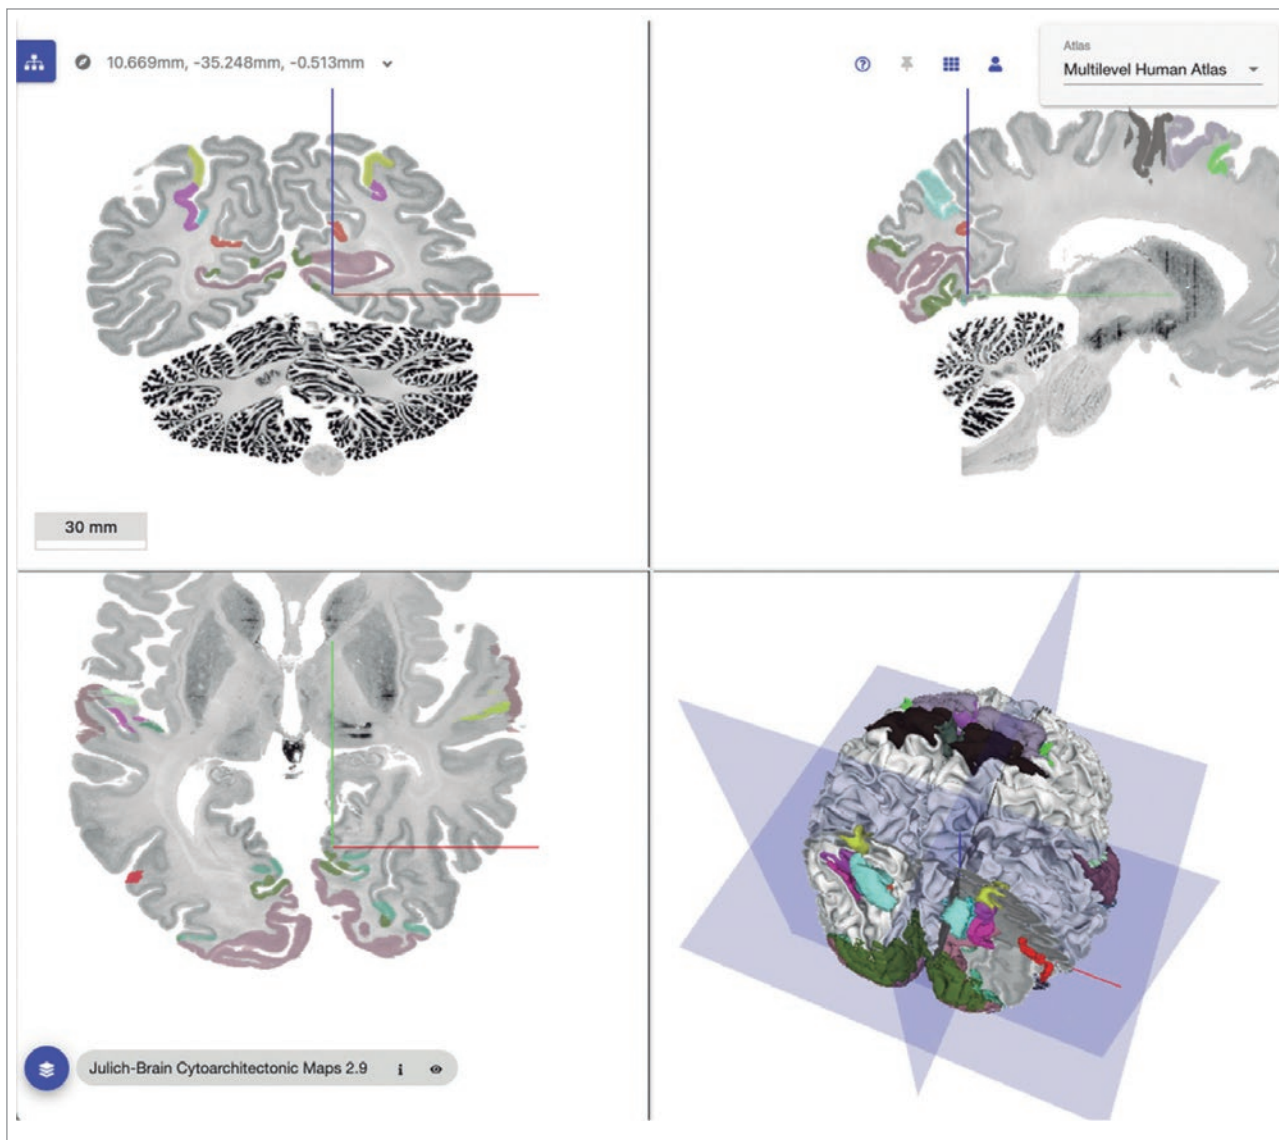 10.669mm, -35.248mm, -0.513mm
Atlas
Multilevel Human Atlas
30 mm
Julich-Brain Cytoarchitectonic Maps 2.9